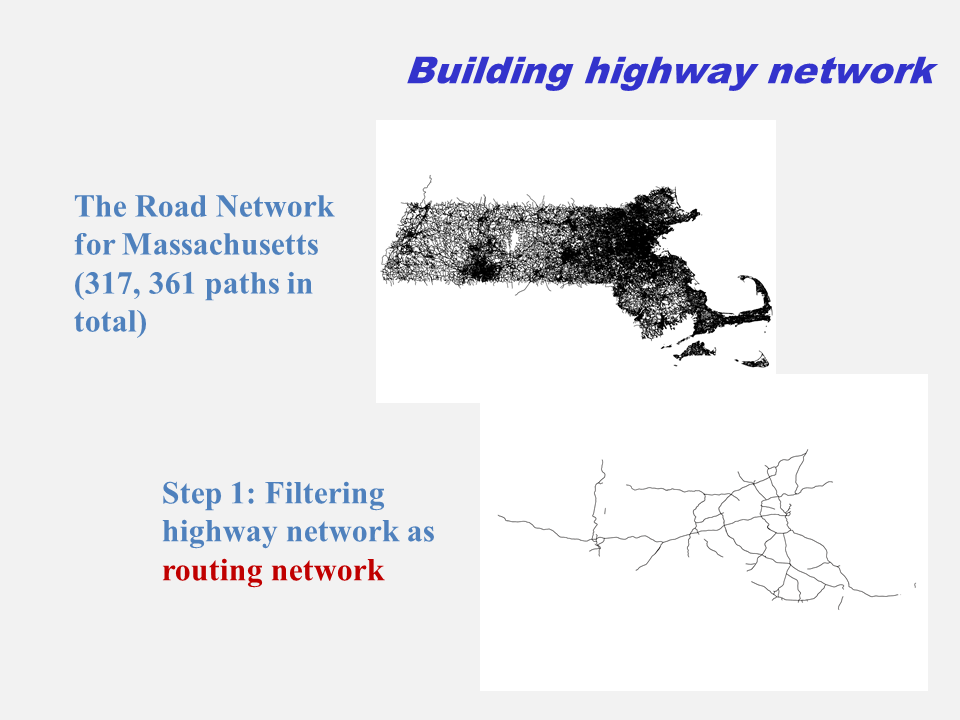 Building highway network
The Road Network
for Massachusetts
(317, 361 paths in
total)
Step 1: Filtering
highway network as
routing network